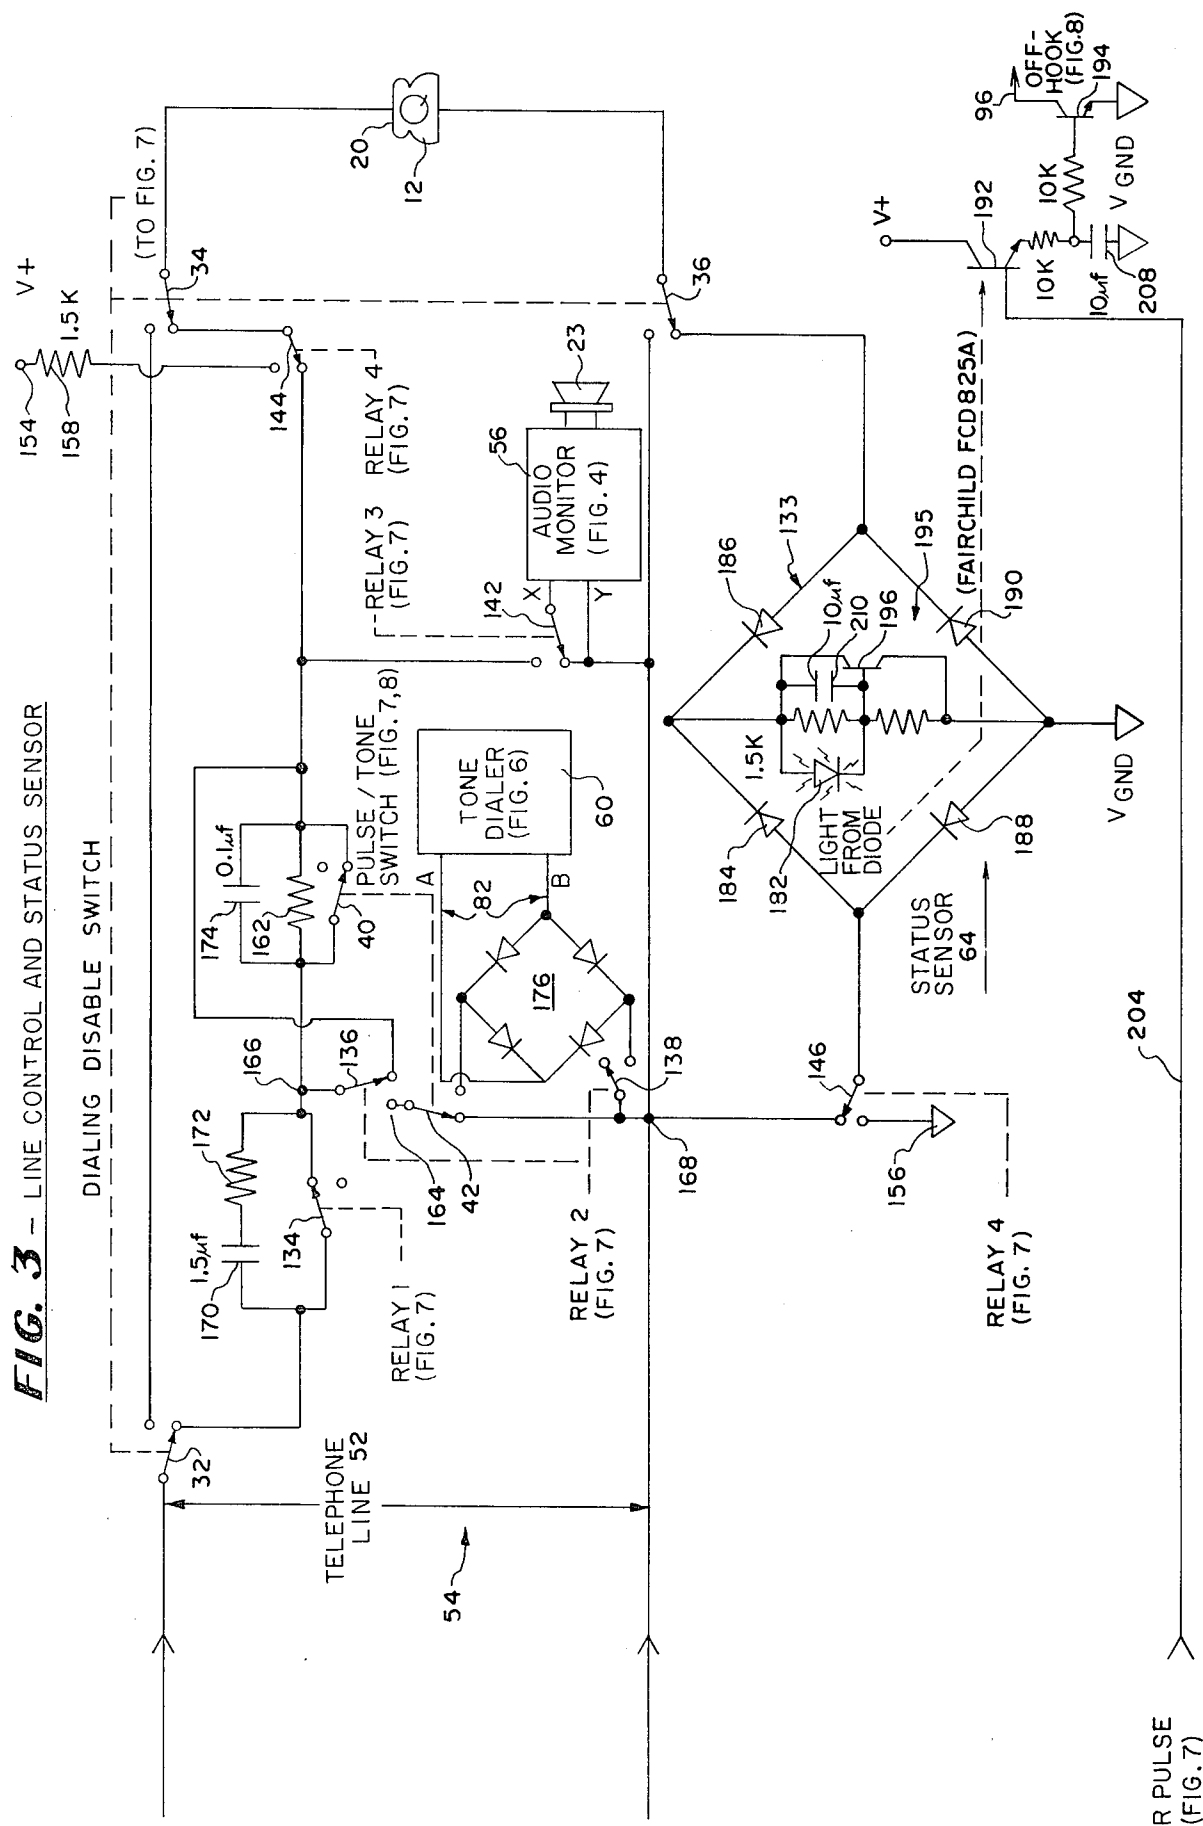 FIG. 3 - LINE CONTROL AND STATUS SENSOR
DIALING DISABLE SWITCH
(TO FIG. 7)
V+
1.5K
154
158
34
144
32
TELEPHONE
LINE 52
54
1.5µf
170
172
134
RELAY 1
(FIG. 7)
166
136
164
42
174
0.1µf
162
40
PULSE/TONE
SWITCH (FIG. 7,8)
A
82
B
TONE
DIALER
(FIG. 6)
60
176
138
RELAY 2
(FIG. 7)
168
RELAY 3
(FIG. 7)
RELAY 4
(FIG. 7)
142
X
Y
56
AUDIO
MONITOR
(FIG. 4)
23
20
12
36
146
156
RELAY 4
(FIG. 7)
STATUS
SENSOR
64
184
186
133
182
1.5K
LIGHT
FROM
DIODE
10µf
210
196
195
188
190
V GND
(FAIRCHILD FCD825A)
V+
192
10K
10K
10µf
208
V GND
96
OFF-
HOOK
(FIG.8)
194
204
R PULSE
(FIG. 7)